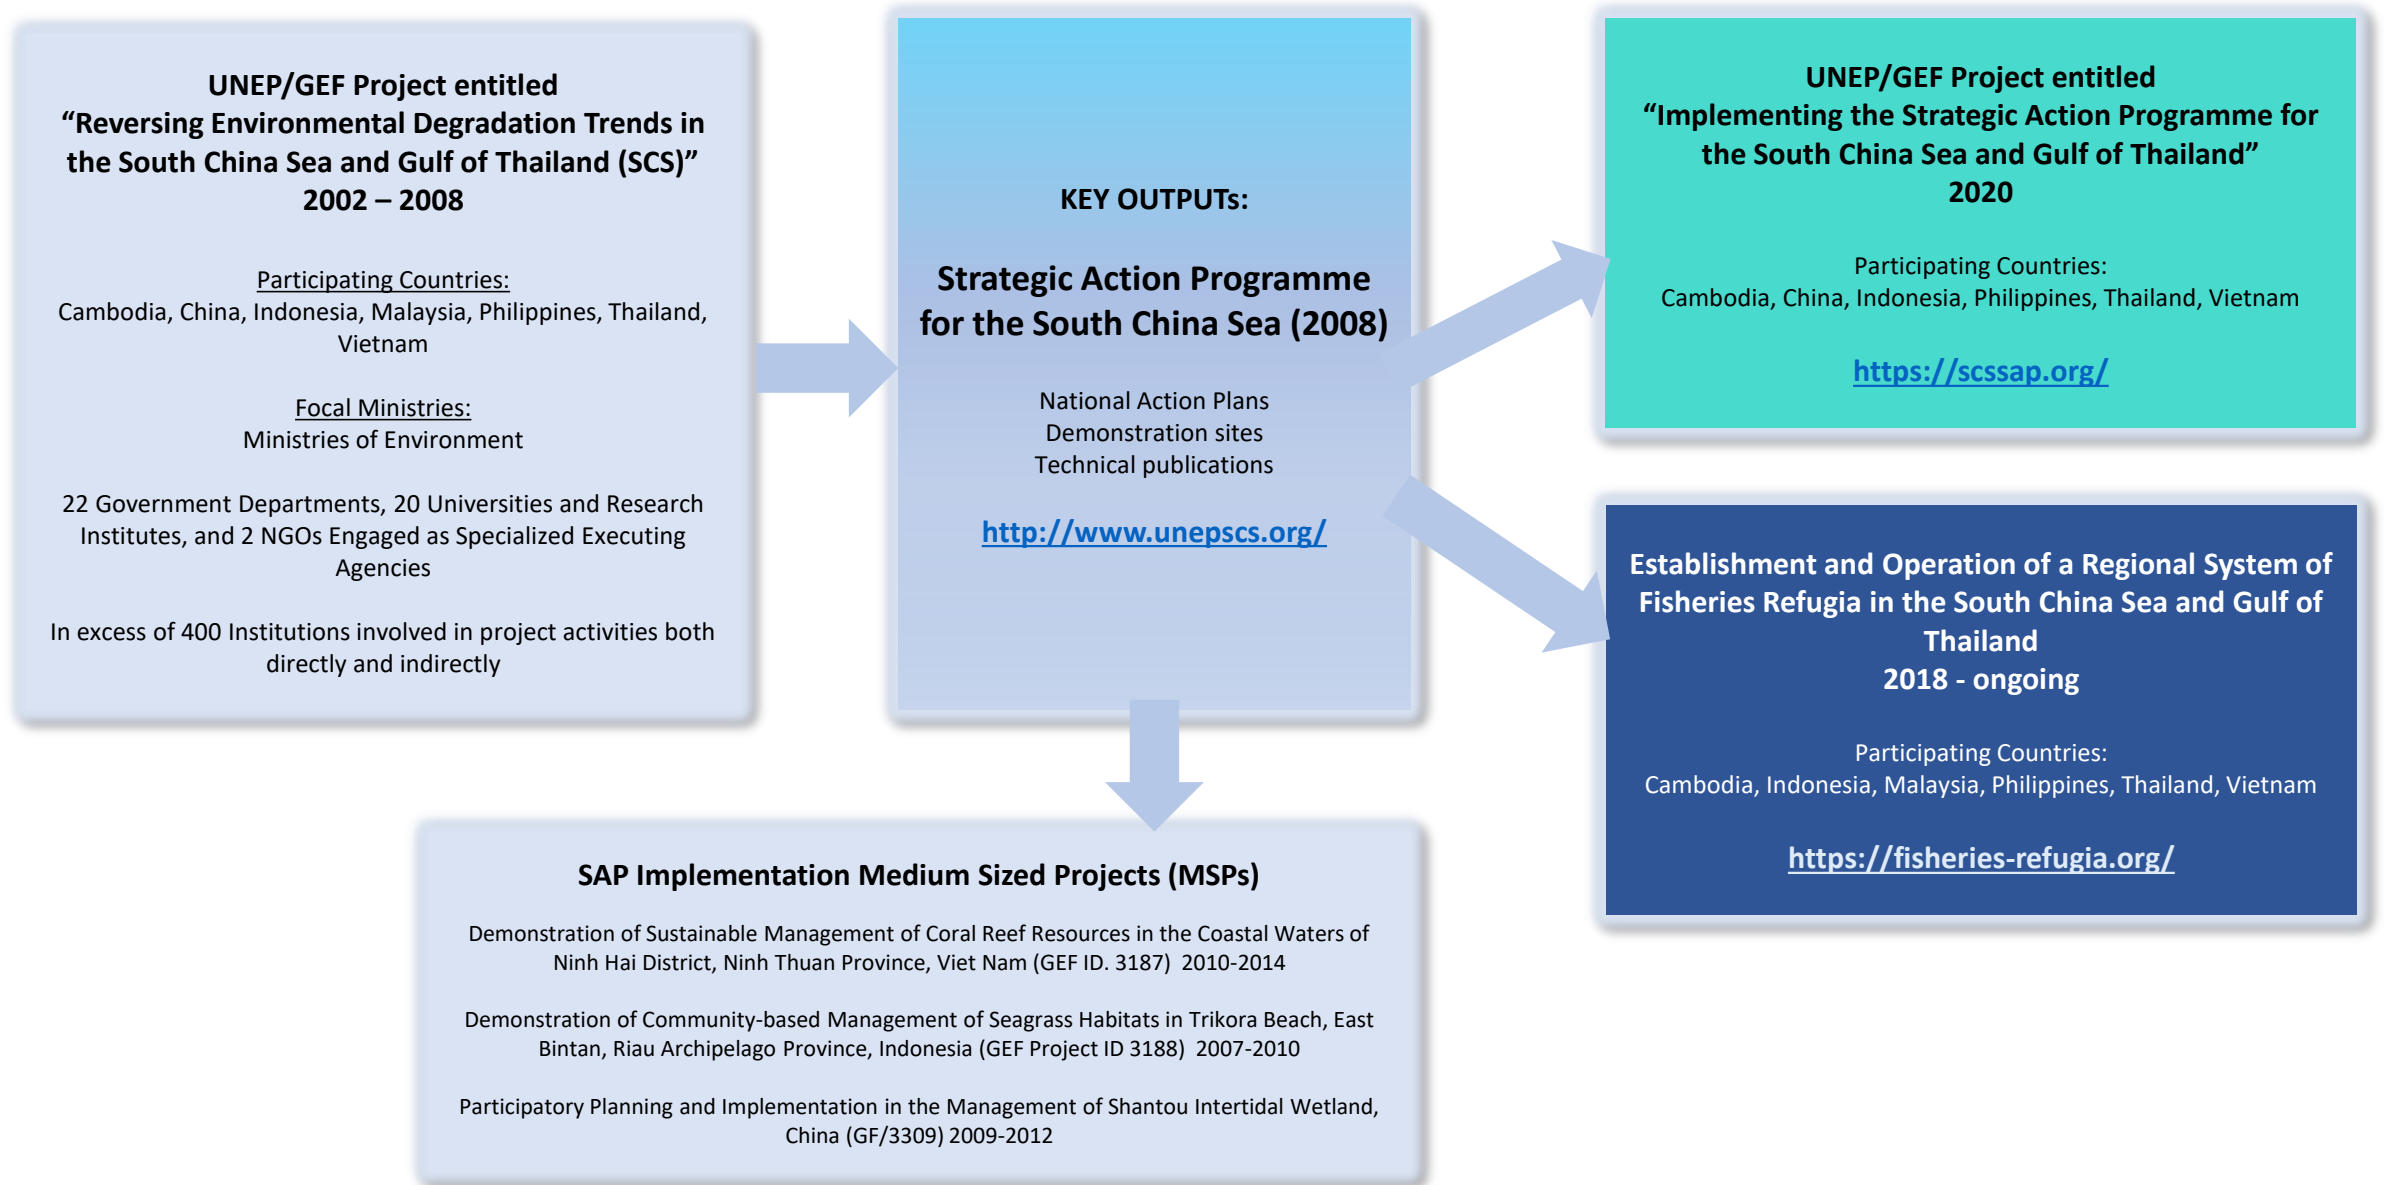 UNEP/GEF Project entitled
“Reversing Environmental Degradation Trends in
the South China Sea and Gulf of Thailand (SCS)”
2002 – 2008
Participating Countries:
Cambodia, China, Indonesia, Malaysia, Philippines, Thailand,
Vietnam
Focal Ministries:
Ministries of Environment
22 Government Departments, 20 Universities and Research
Institutes, and 2 NGOs Engaged as Specialized Executing
Agencies
In excess of 400 Institutions involved in project activities both
directly and indirectly
KEY OUTPUTs:
Strategic Action Programme
for the South China Sea (2008)
National Action Plans
Demonstration sites
Technical publications
http://www.unepscs.org/
UNEP/GEF Project entitled
“Implementing the Strategic Action Programme for
the South China Sea and Gulf of Thailand”
2020
Participating Countries:
Cambodia, China, Indonesia, Philippines, Thailand, Vietnam
https://scssap.org/
Establishment and Operation of a Regional System of
Fisheries Refugia in the South China Sea and Gulf of
Thailand
2018 - ongoing
Participating Countries:
Cambodia, Indonesia, Malaysia, Philippines, Thailand, Vietnam
https://fisheries-refugia.org/
SAP Implementation Medium Sized Projects (MSPs)
Demonstration of Sustainable Management of Coral Reef Resources in the Coastal Waters of
Ninh Hai District, Ninh Thuan Province, Viet Nam (GEF ID. 3187)  2010-2014
Demonstration of Community-based Management of Seagrass Habitats in Trikora Beach, East
Bintan, Riau Archipelago Province, Indonesia (GEF Project ID 3188)  2007-2010
Participatory Planning and Implementation in the Management of Shantou Intertidal Wetland,
China (GF/3309) 2009-2012